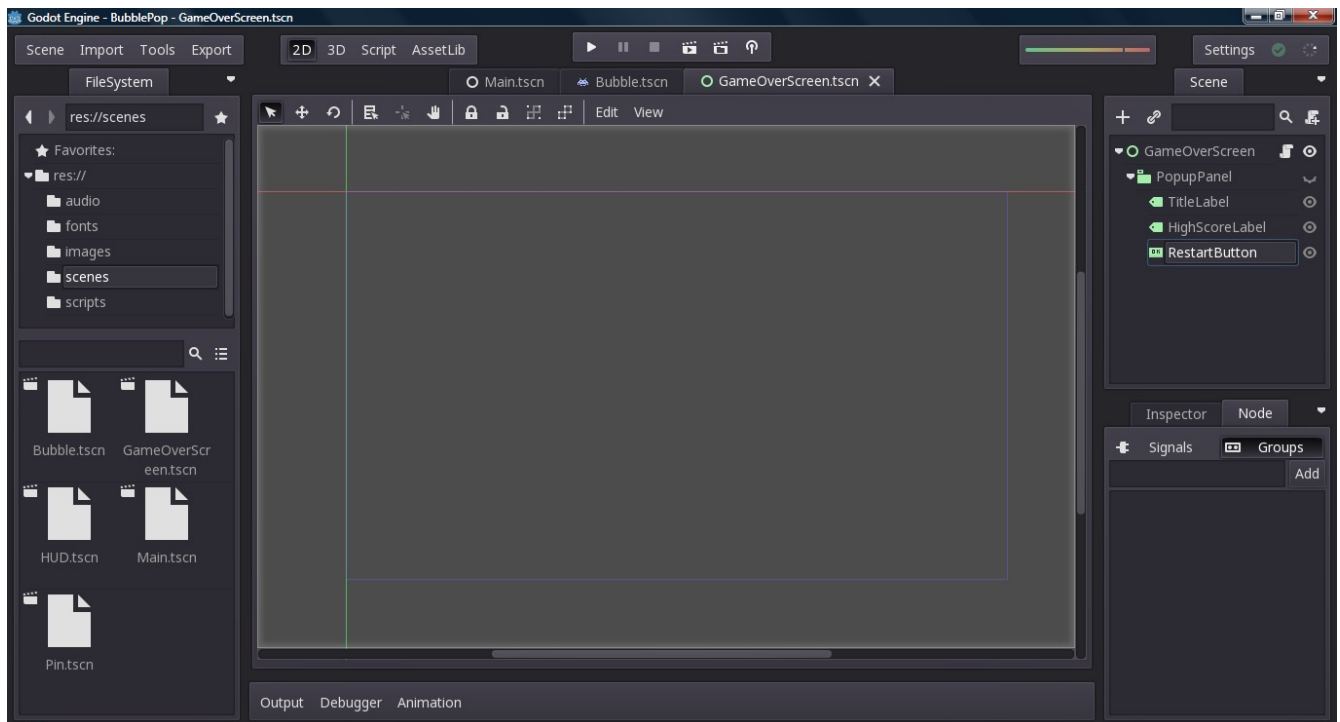 Godot Engine - BubblePop - GameOverScreen.tscn
Scene Import Tools Export
2D 3D Script AssetLib
Settings
FileSystem
Main.tscn
Bubble.tscn
GameOverScreen.tscn
Scene
res://scenes
Edit View
Favorites:
res://
audio
fonts
images
scenes
scripts
GameOverScreen
PopupPanel
TitleLabel
HighScoreLabel
OK
RestartButton
Bubble.tscn
GameOverScr
een.tscn
HUD.tscn
Main.tscn
Pin.tscn
Inspector
Node
Signals
Groups
Add
Output Debugger Animation